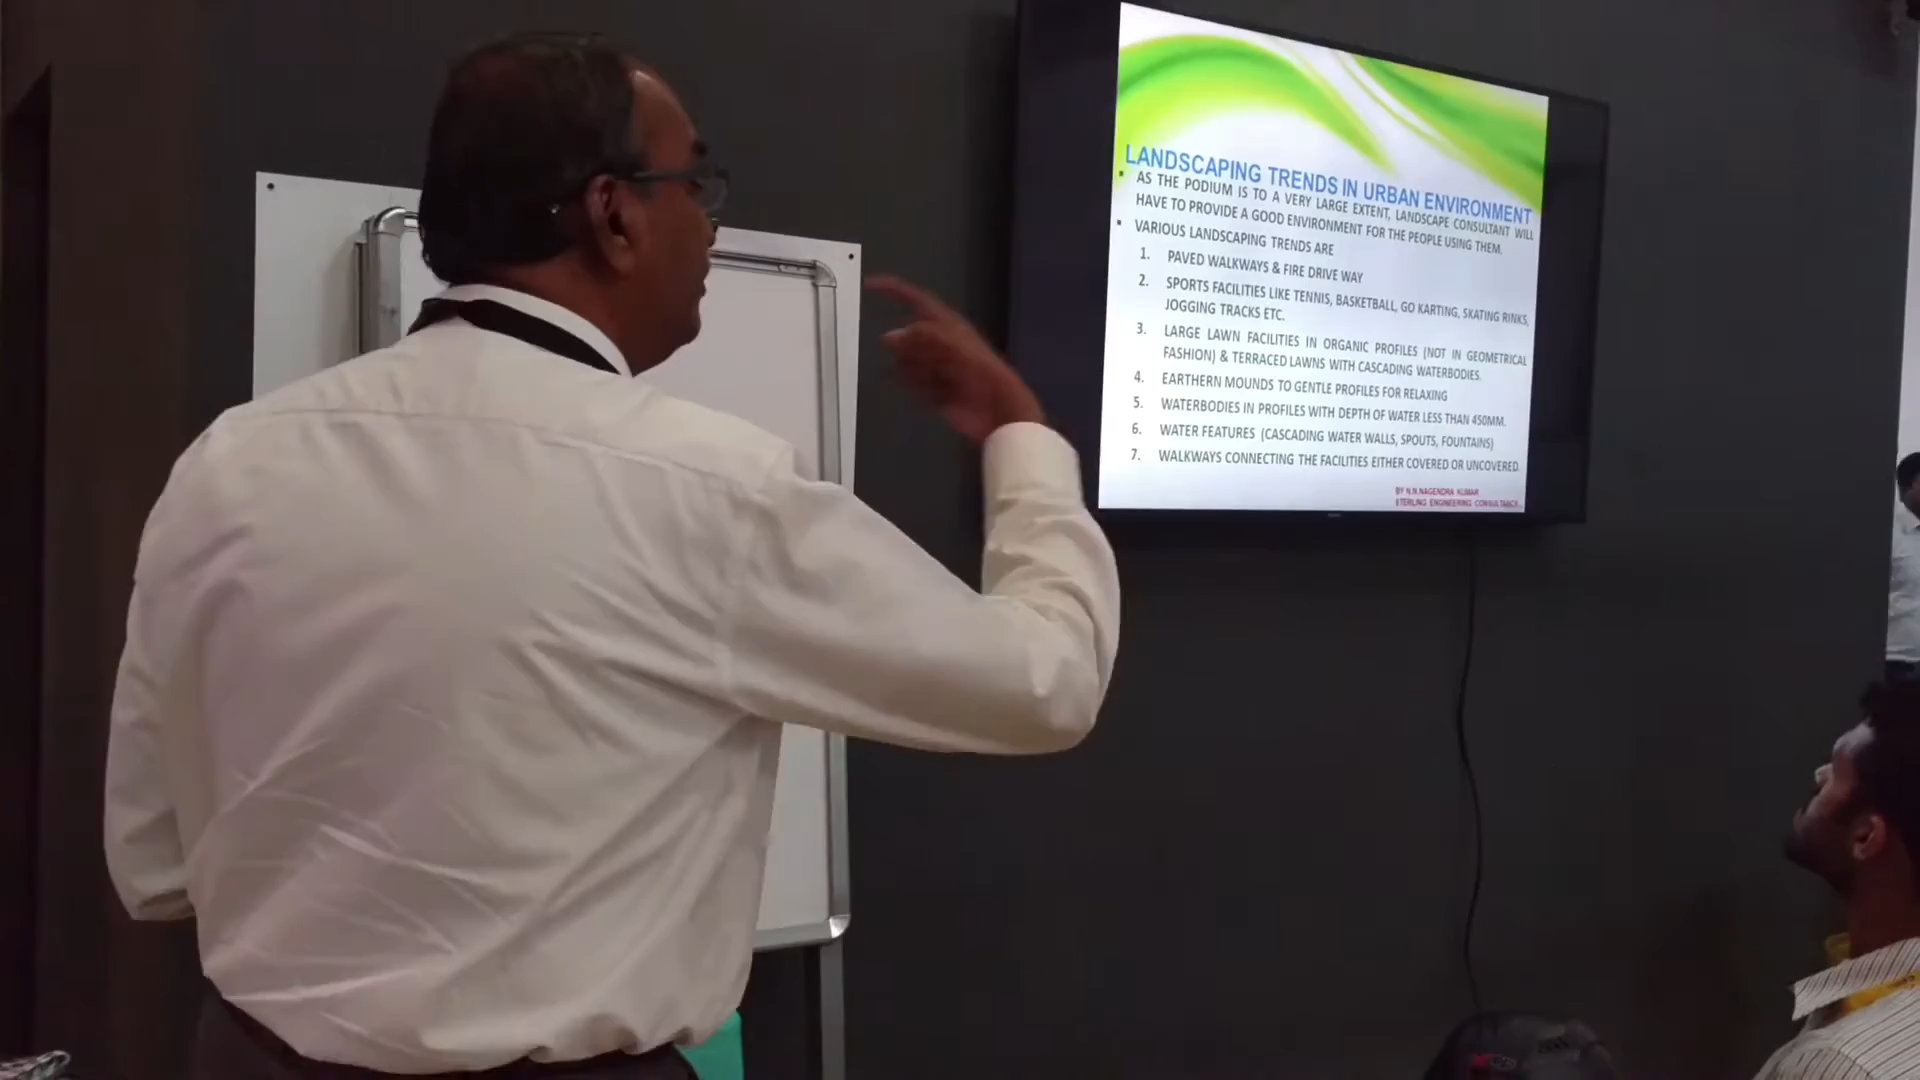 LANDSCAPING TRENDS IN URBAN ENVIRONMENT
▪ AS THE PODIUM IS TO A VERY LARGE EXTENT, LANDSCAPE CONSULTANT WILL
HAVE TO PROVIDE A GOOD ENVIRONMENT FOR THE PEOPLE USING THEM.
▪ VARIOUS LANDSCAPING TRENDS ARE
1. PAVED WALKWAYS & FIRE DRIVE WAY
2. SPORTS FACILITIES LIKE TENNIS, BASKETBALL, GO KARTING, SKATING RINKS,
JOGGING TRACKS ETC.
3. LARGE LAWN FACILITIES IN ORGANIC PROFILES (NOT IN GEOMETRICAL
FASHION) & TERRACED LAWNS WITH CASCADING WATERBODIES.
4. EARTHERN MOUNDS TO GENTLE PROFILES FOR RELAXING
5. WATERBODIES IN PROFILES WITH DEPTH OF WATER LESS THAN 450MM.
6. WATER FEATURES (CASCADING WATER WALLS, SPOUTS, FOUNTAINS)
7. WALKWAYS CONNECTING THE FACILITIES EITHER COVERED OR UNCOVERED.
BY N.N.NAGENDRA KUMAR
STERLING ENGINEERING CONSULTANCY